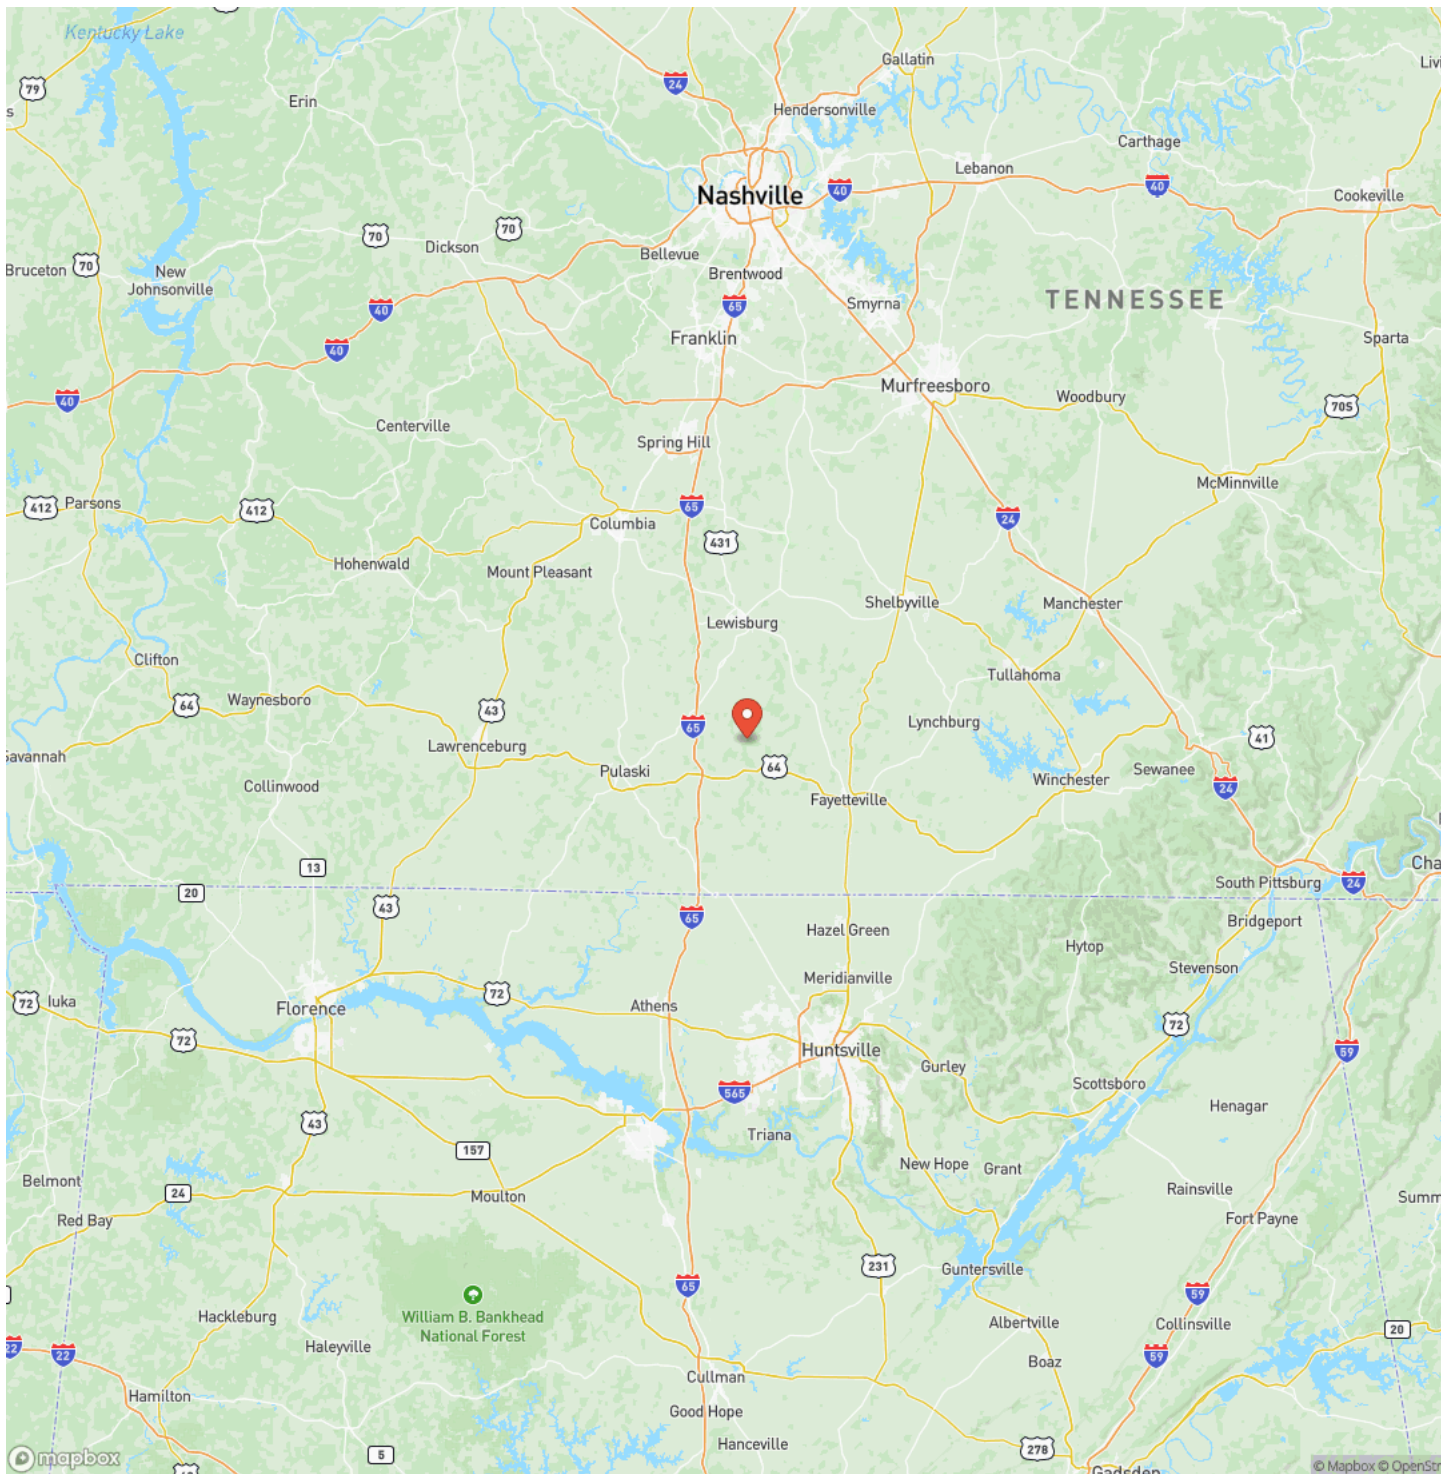 Kentucky Lake
Gallatin
Livi
79
24
Erin
Hendersonville
s
Carthage
Lebanon
40
40
Nashville
Cookeville
70
70
Dickson
Bellevue
Bruceton
70
New
Johnsonville
Brentwood
TENNESSEE
Smyrna
65
40
Franklin
Sparta
40
Murfreesboro
40
Woodbury
705
Centerville
Spring Hill
McMinnville
Parsons
412
412
65
24
Columbia
431
Hohenwald
Mount Pleasant
Shelbyville
Manchester
Lewisburg
Clifton
Tullahoma
Waynesboro
64
43
65
Lynchburg
41
Lawrenceburg
Savannah
64
Pulaski
Sewanee
Winchester
Collinwood
24
Fayetteville
13
Cha
20
South Pittsburg
24
43
65
Bridgeport
Hazel Green
Hytop
Stevenson
Meridianville
72
Iuka
72
Athens
Florence
72
72
Huntsville
59
Gurley
Scottsboro
565
Henagar
43
Triana
157
New Hope
Grant
Belmont
24
Moulton
Rainsville
Summ
Red Bay
Fort Payne
231
Guntersville
65
59
William B. Bankhead
National Forest
Hackleburg
Albertville
Collinsville
20
Haleyville
22
22
59
Boaz
Cullman
Hamilton
Good Hope
Hanceville
278
5
mapbox
Gadsden
© Mapbox © OpenStr